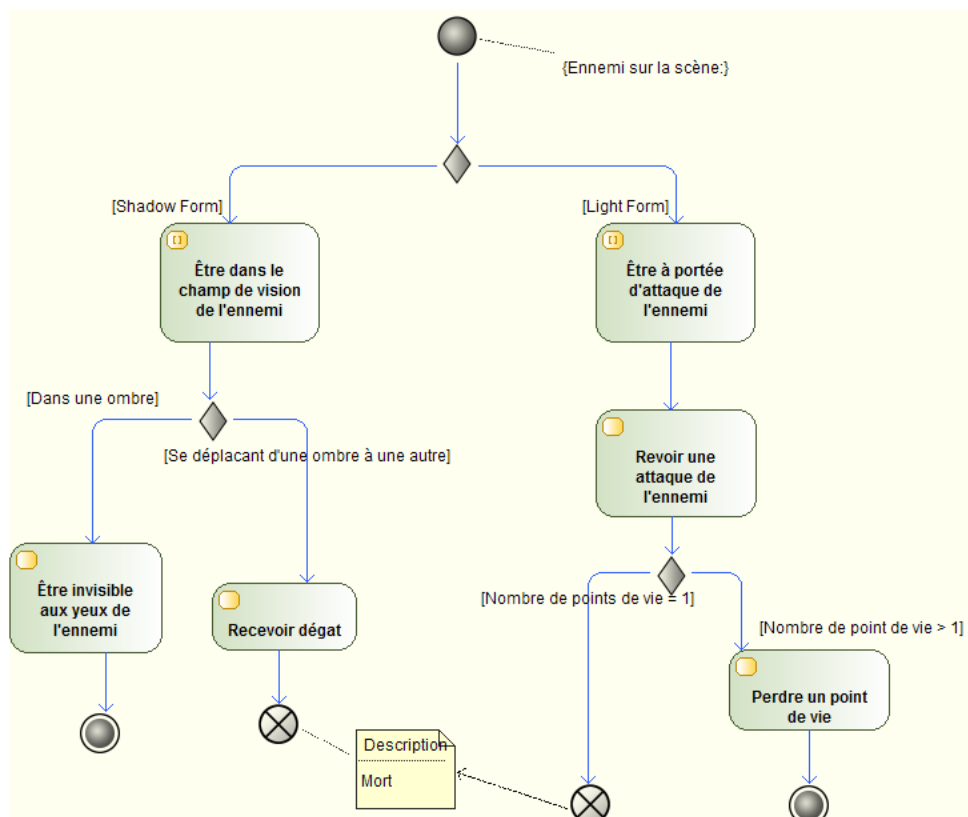 {Ennemi sur la scène:}
[Shadow Form]
[Light Form]
Être dans le
champ de vision
de l'ennemi
Être à portée
d'attaque de
l'ennemi
[Dans une ombre]
[Se déplacant d'une ombre à une autre]
Revoir une
attaque de
l'ennemi
Être invisible
aux yeux de
l'ennemi
Recevoir dégat
[Nombre de points de vie = 1]
[Nombre de point de vie > 1]
Perdre un point
de vie
Description
Mort